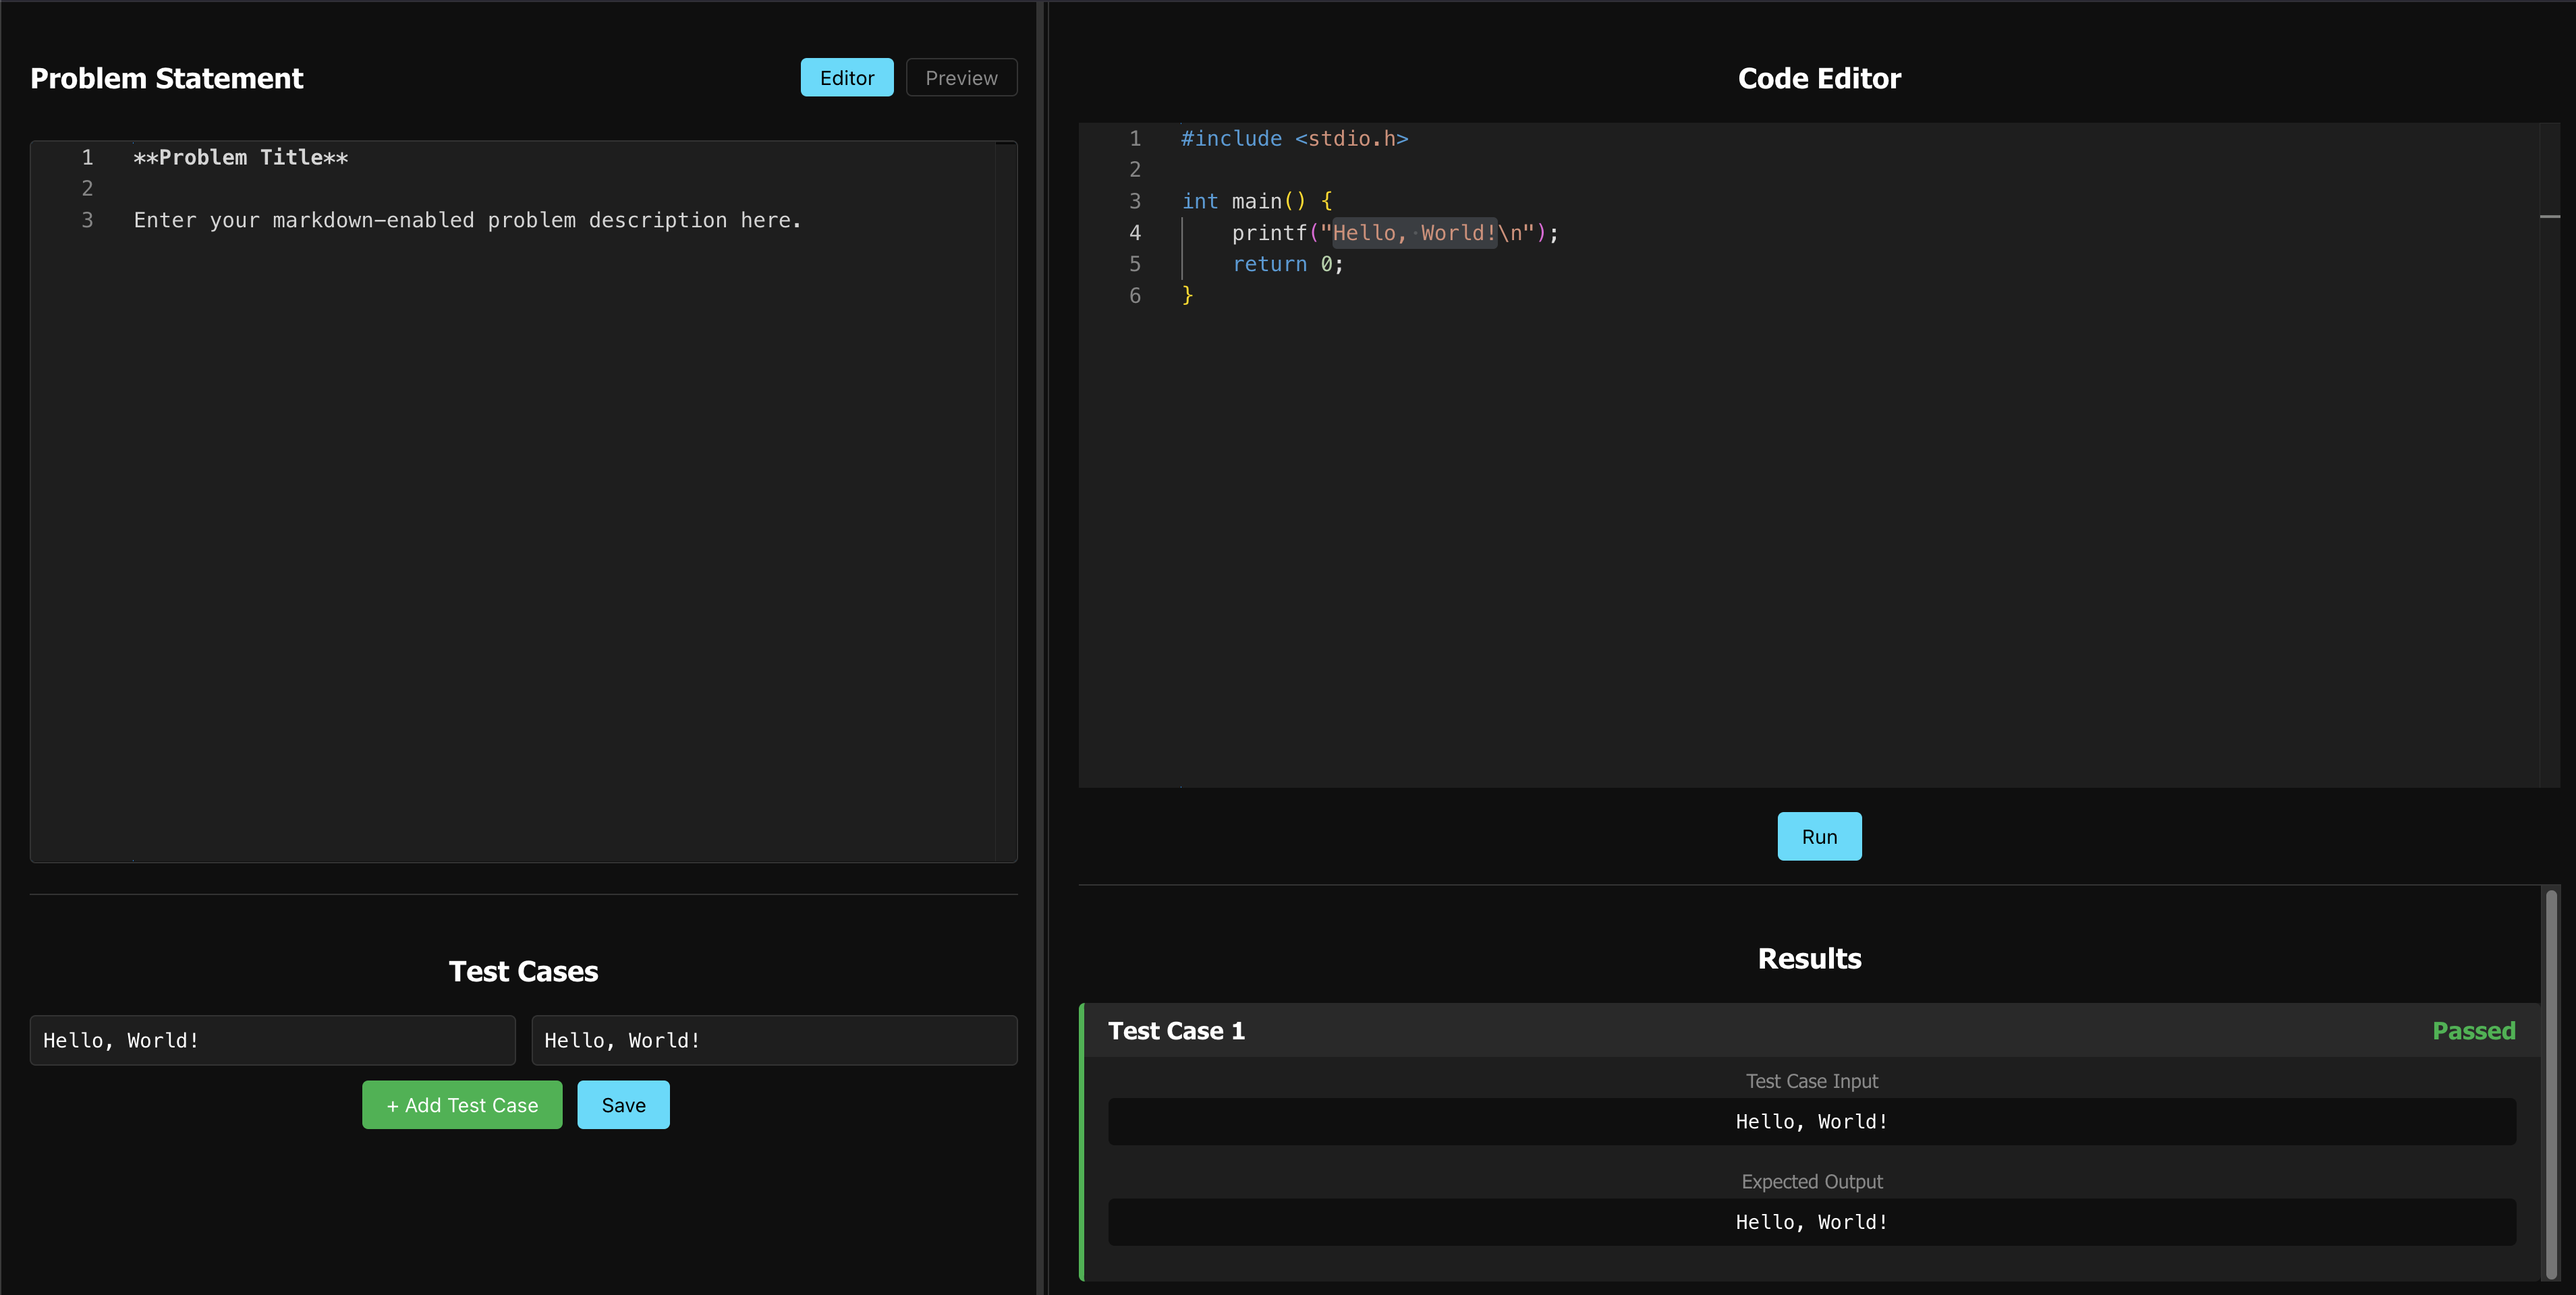 Problem Statement
Editor
Preview
1 **Problem Title**
2
3 Enter your markdown-enabled problem description here.
Test Cases
Hello, World!
Hello, World!
+ Add Test Case
Save
Code Editor
1 #include <stdio.h>
2
3 int main() {
4     printf("Hello, World!\n");
5     return 0;
6 }
Run
Results
Test Case 1
Passed
Test Case Input
Hello, World!
Expected Output
Hello, World!